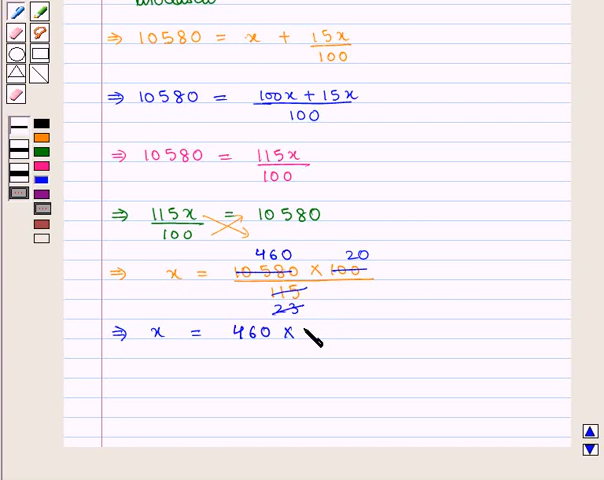 ⇒ 10580 = x + 15x/100
⇒ 10580 = 100x + 15x/100
⇒ 10580 = 115x/100
⇒ 115x/100 = 10580
460 20
⇒ x = 10580 × 100/115
23
⇒ x = 460 ×